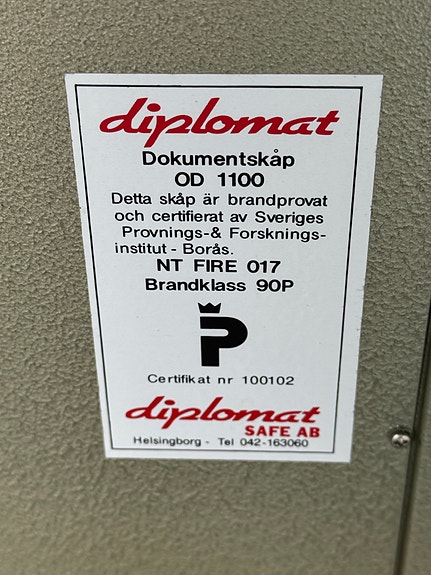 diplomat
Dokumentskåp
OD 1100
Detta skåp är brandprovat
och certifierat av Sveriges
Provnings-& Forsknings-
institut - Borås.
NT FIRE 017
Brandklass 90P
P
Certifikat nr 100102
diplomat
SAFE AB
Helsingborg - Tel 042-163060